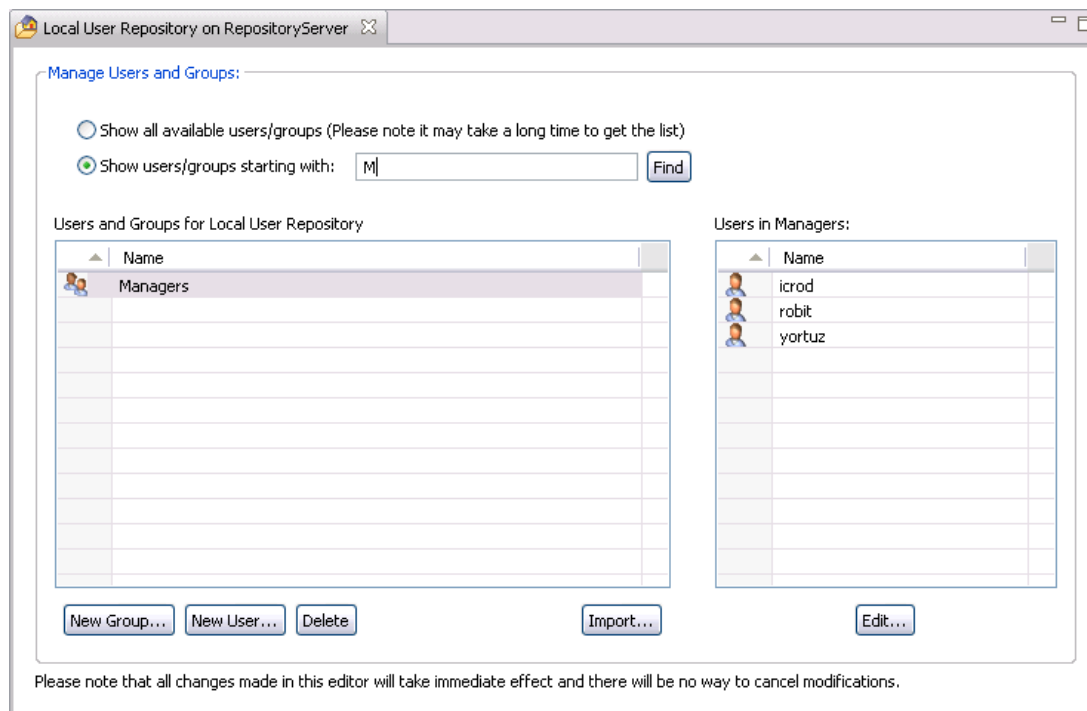 Local User Repository on RepositoryServer
Manage Users and Groups:
Show all available users/groups (Please note it may take a long time to get the list)
Show users/groups starting with: M Find
Users and Groups for Local User Repository
Users in Managers:
Name
Managers
Name
icrod
robit
yortuz
New Group... New User... Delete Import... Edit...
Please note that all changes made in this editor will take immediate effect and there will be no way to cancel modifications.